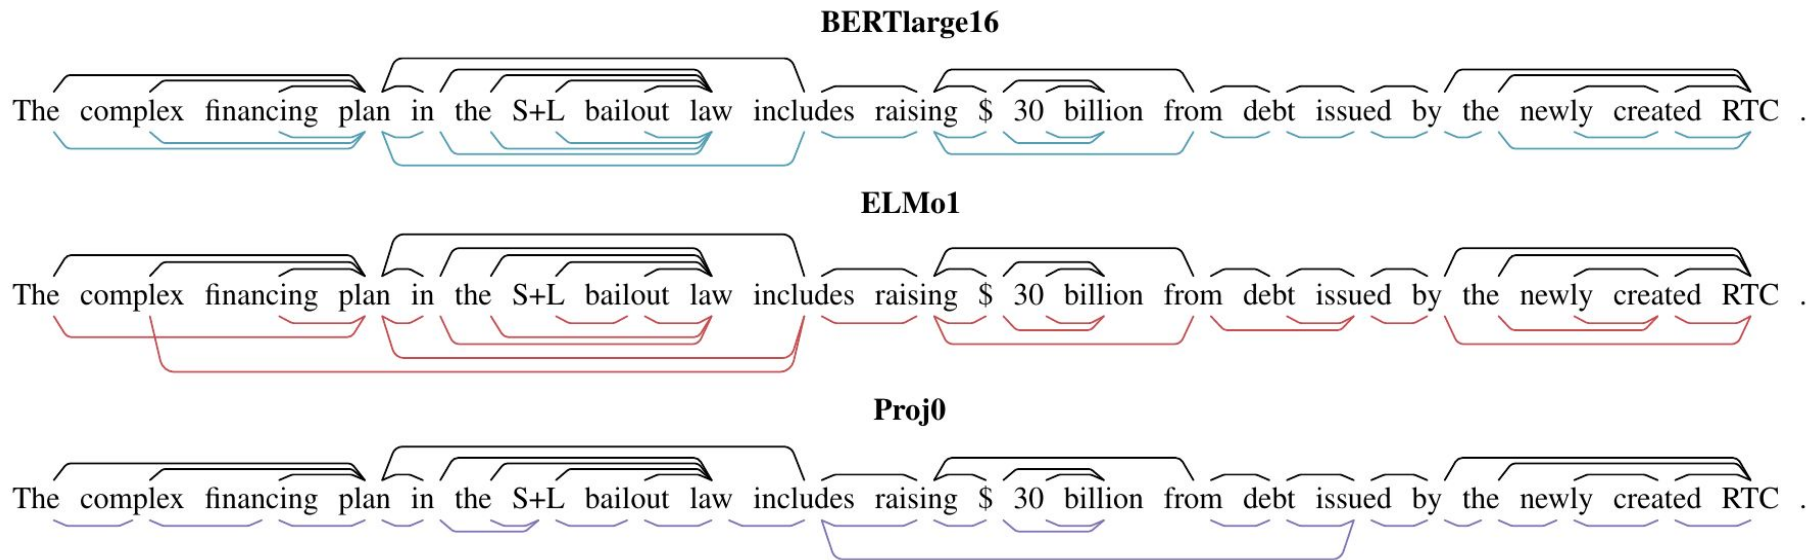 BERTlarge16
The complex financing plan in the S+L bailout law includes raising $ 30 billion from debt issued by the newly created RTC .
ELMo1
The complex financing plan in the S+L bailout law includes raising $ 30 billion from debt issued by the newly created RTC .
Proj0
The complex financing plan in the S+L bailout law includes raising $ 30 billion from debt issued by the newly created RTC .